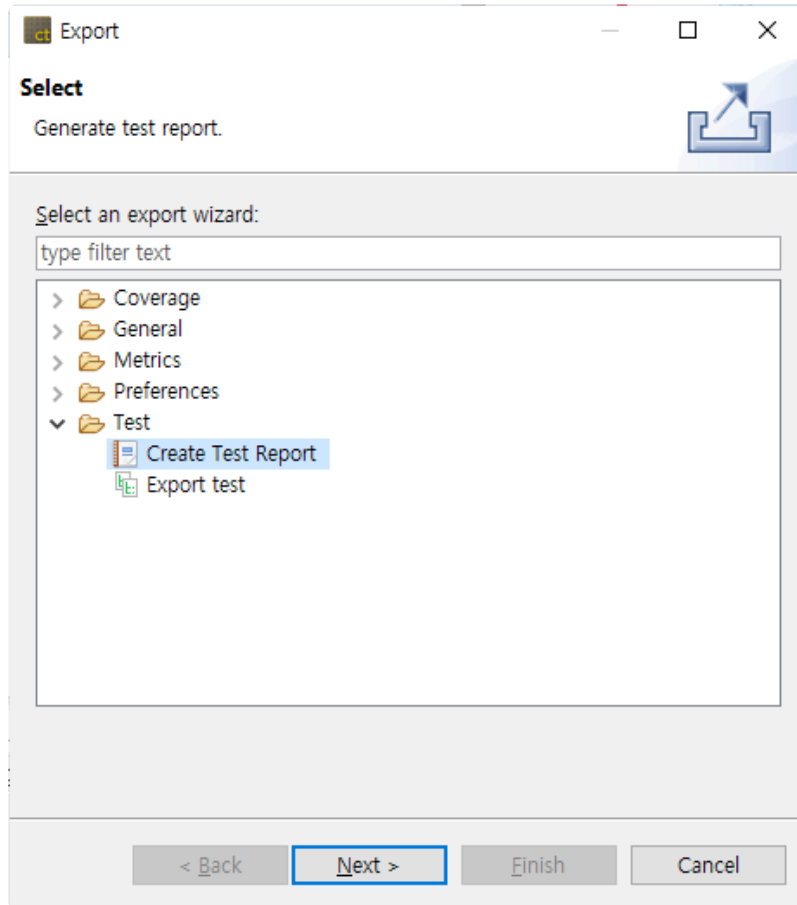 ct Export
Select
Generate test report.
Select an export wizard:
type filter text
Coverage
General
Metrics
Preferences
Test
Create Test Report
Export test
< Back Next > Finish Cancel